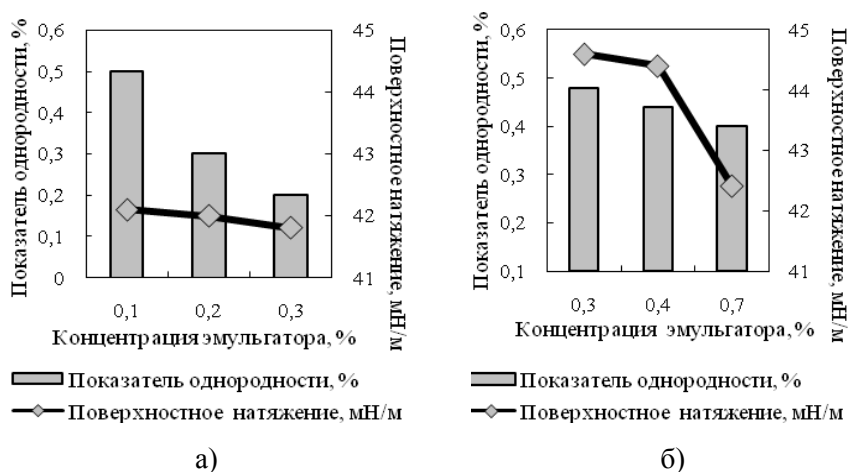 Показатель однородности, %
0,6
0,5
0,4
0,3
0,2
0,1
0
45
44
43
42
41
Поверхностное натяжение, мН/м
0,1 0,2 0,3
Концентрация эмульгатора, %
Показатель однородности, %
Поверхностное натяжение, мН/м
а)
Показатель однородности, %
0,6
0,5
0,4
0,3
0,2
0,1
45
44
43
42
41
Поверхностное натяжение, мН/м
0,3 0,4 0,7
Концентрация эмульгатора, %
Показатель однородности, %
Поверхностное натяжение, мН/м
б)